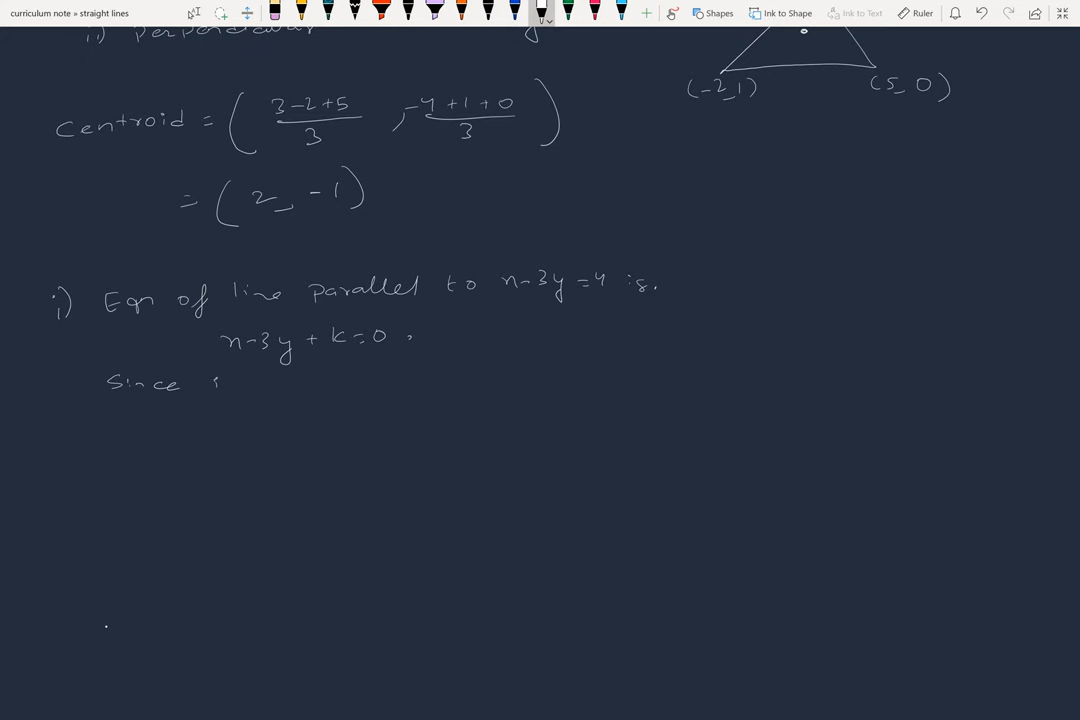 curriculum note » straight lines
Shapes Ink to Shape Ink to Text Ruler
ii) perpendicular
(-2, 1) (5, 0)
Centroid = ( 3-2+5 / 3 , -4+1+0 / 3 )
= ( 2, -1 )
i) Eqn of line parallel to x-3y=4 is.
x-3y + k=0 ,
Since i